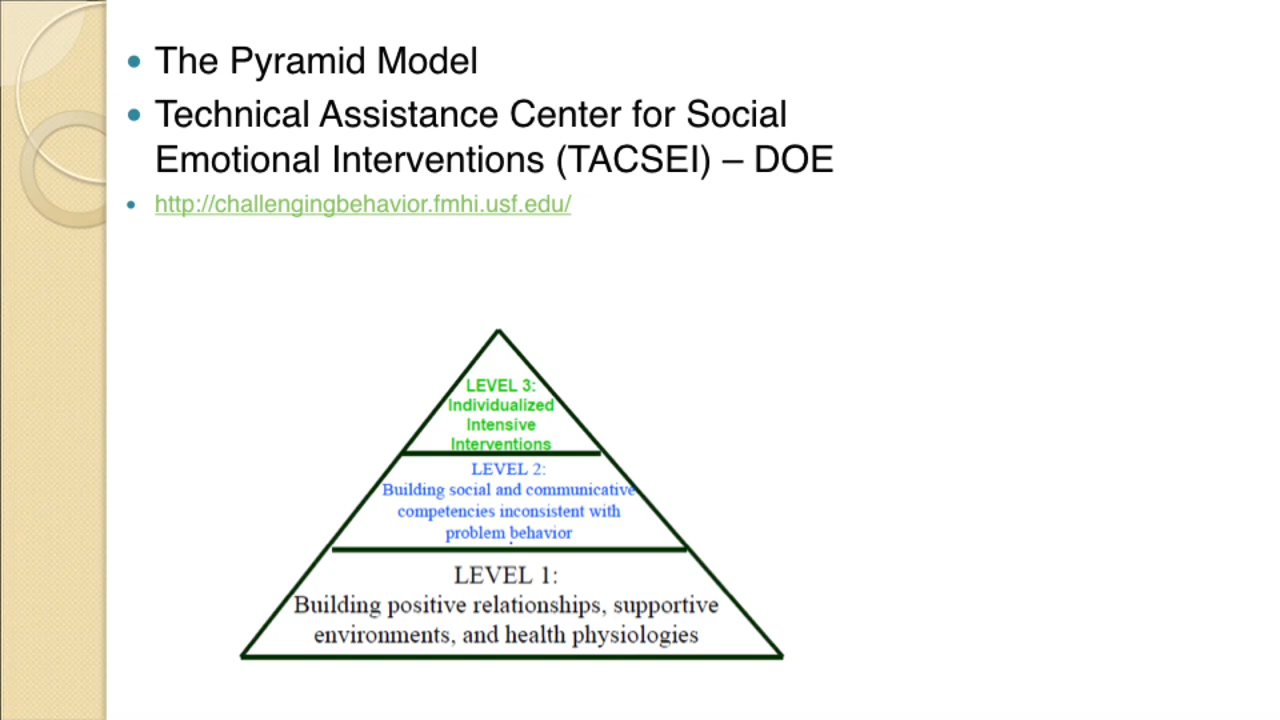 The Pyramid Model
Technical Assistance Center for Social
Emotional Interventions (TACSEI) – DOE
http://challengingbehavior.fmhi.usf.edu/
LEVEL 3:
Individualized
Intensive
Interventions
LEVEL 2:
Building social and communicative
competencies inconsistent with
problem behavior
LEVEL 1:
Building positive relationships, supportive
environments, and health physiologies